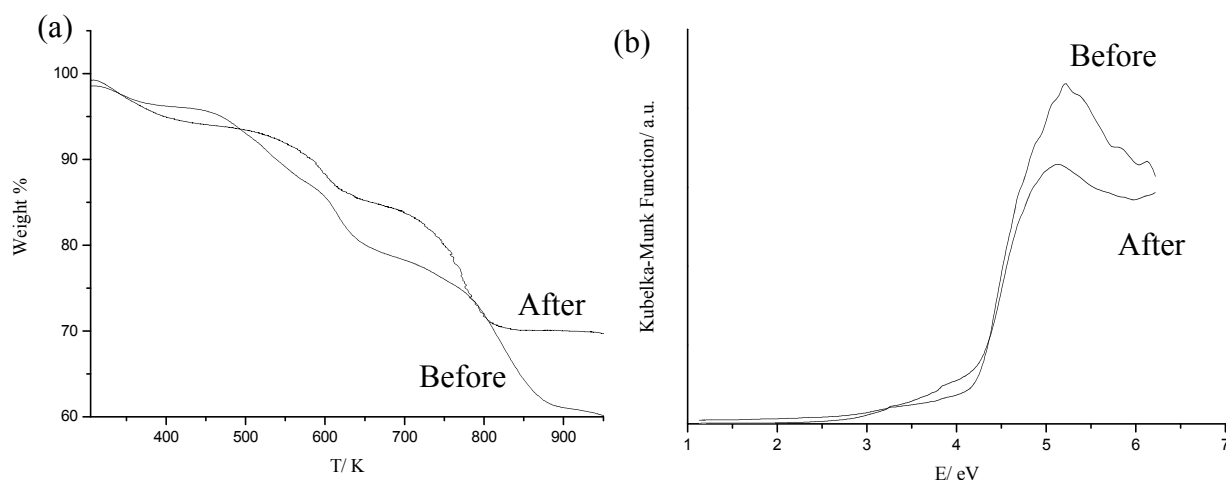 (a)
100
90
80
70
60
Weight %
After
Before
400 500 600 700 800 900
T/ K
(b)
Before
After
Kubelka-Munk Function/ a.u.
1 2 3 4 5 6 7
E/ eV